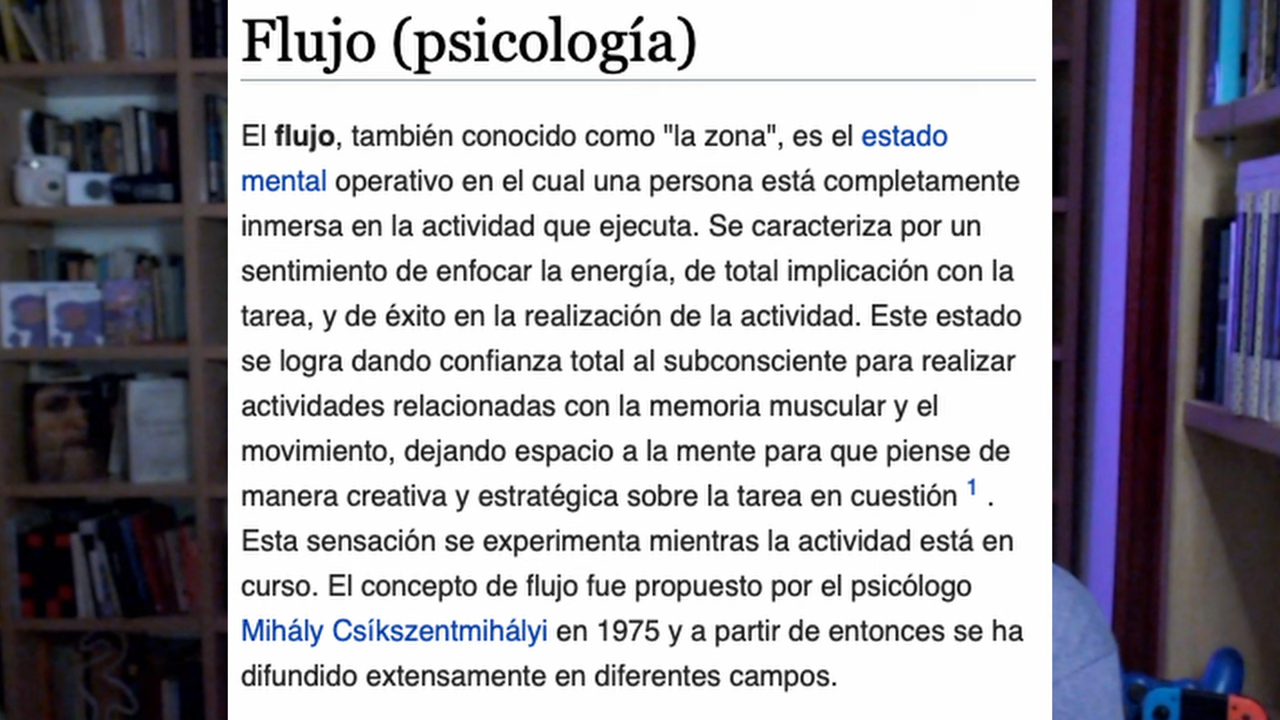 Flujo (psicología)
El flujo, también conocido como "la zona", es el estado
mental operativo en el cual una persona está completamente
inmersa en la actividad que ejecuta. Se caracteriza por un
sentimiento de enfocar la energía, de total implicación con la
tarea, y de éxito en la realización de la actividad. Este estado
se logra dando confianza total al subconsciente para realizar
actividades relacionadas con la memoria muscular y el
movimiento, dejando espacio a la mente para que piense de
manera creativa y estratégica sobre la tarea en cuestión 1 .
Esta sensación se experimenta mientras la actividad está en
curso. El concepto de flujo fue propuesto por el psicólogo
Mihály Csíkszentmihályi en 1975 y a partir de entonces se ha
difundido extensamente en diferentes campos.